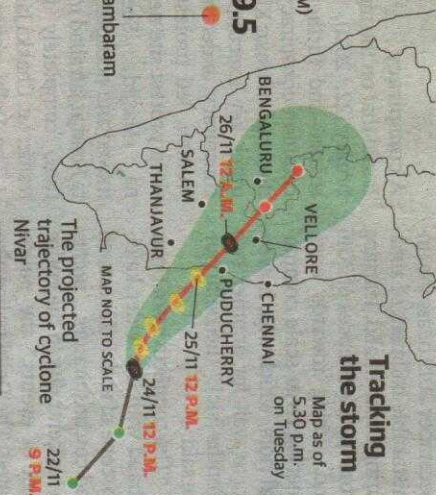 Tracking
the storm
Map as of
5.30 p.m.
on Tuesday
M)
9.5
ambaram
BENGALURU
VELLORE
CHENNAI
26/11 12 A.M.
SALEM
PUDUCHERRY
THANJAVUR
25/11 12 P.M.
24/11 12 P.M.
MAP NOT TO SCALE
22/11
9 P.M.
The projected
trajectory of cyclone
Nivar